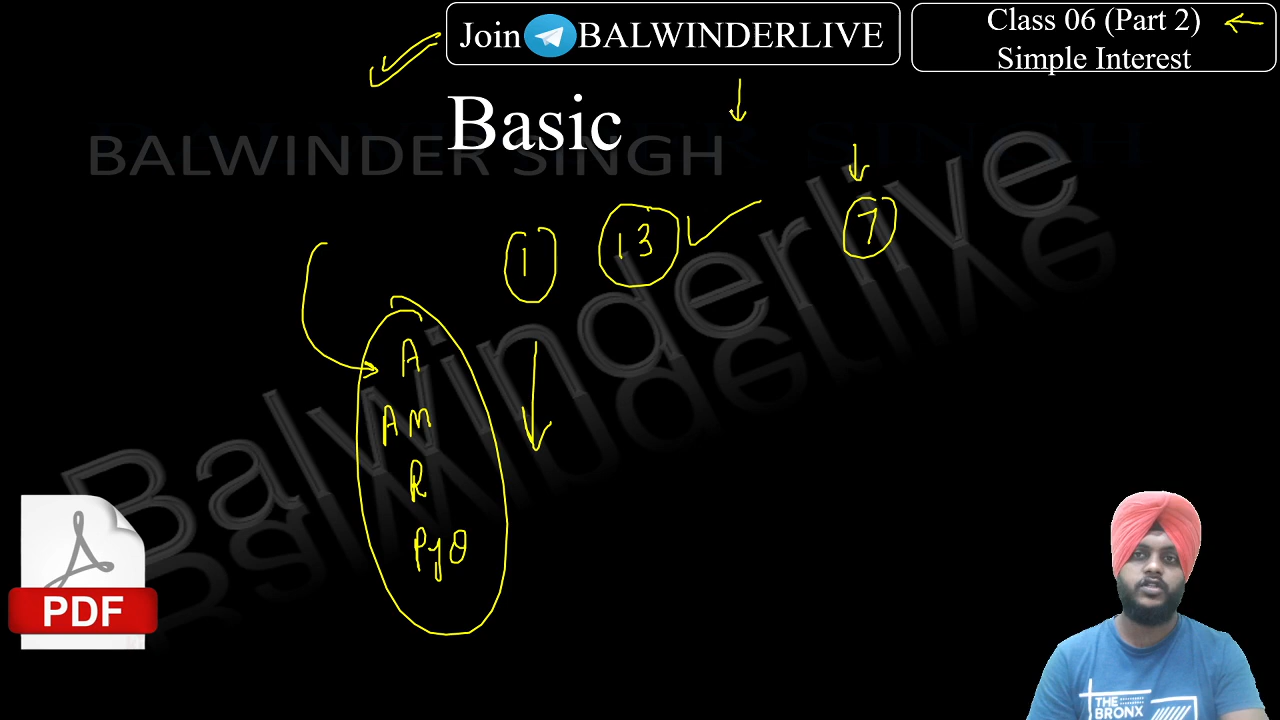 Join BALWINDERLIVE
Class 06 (Part 2)
Simple Interest
Basic
BALWINDER SINGH
1 13 7
Balwinderlive
A
AM
R
PYQ
PDF
THE
BRONX